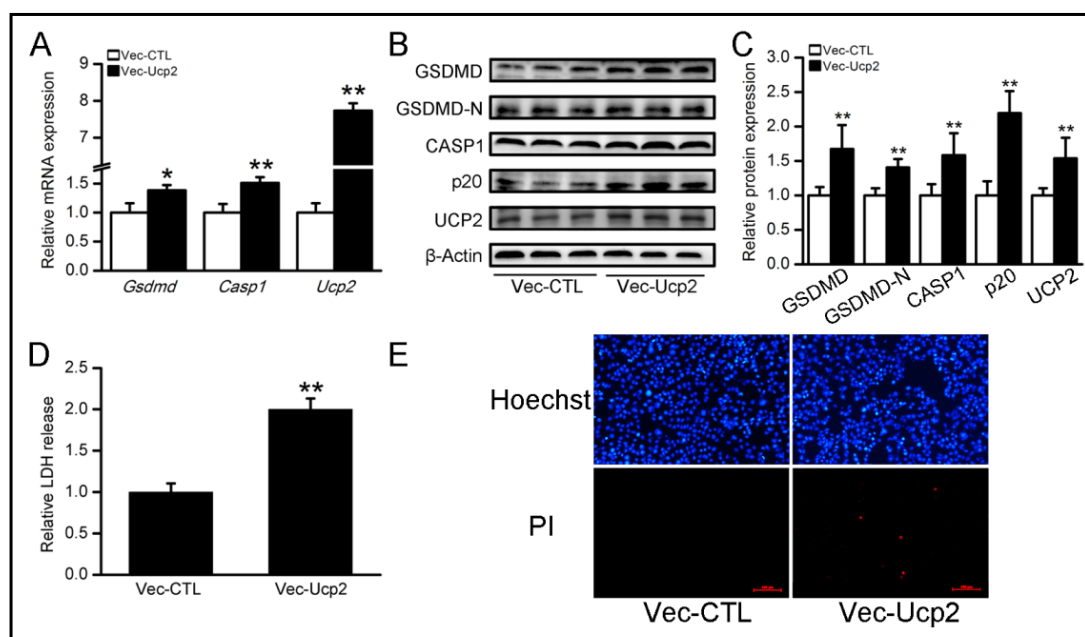 A
Vec-CTL
Vec-Ucp2
Relative mRNA expression
9
8
7
6
1.5
1.0
0.5
0.0
*
**
**
Gsdmd Casp1 Ucp2
B
GSDMD
GSDMD-N
CASP1
p20
UCP2
β-Actin
Vec-CTL Vec-Ucp2
C
Vec-CTL
Vec-Ucp2
Relative protein expression
3.0
2.5
2.0
1.5
1.0
0.5
0.0
**
**
**
**
**
GSDMD GSDMD-N CASP1 p20 UCP2
D
Relative LDH release
2.5
2.0
1.5
1.0
0.5
0.0
**
Vec-CTL Vec-Ucp2
E
Hoechst
PI
Vec-CTL Vec-Ucp2